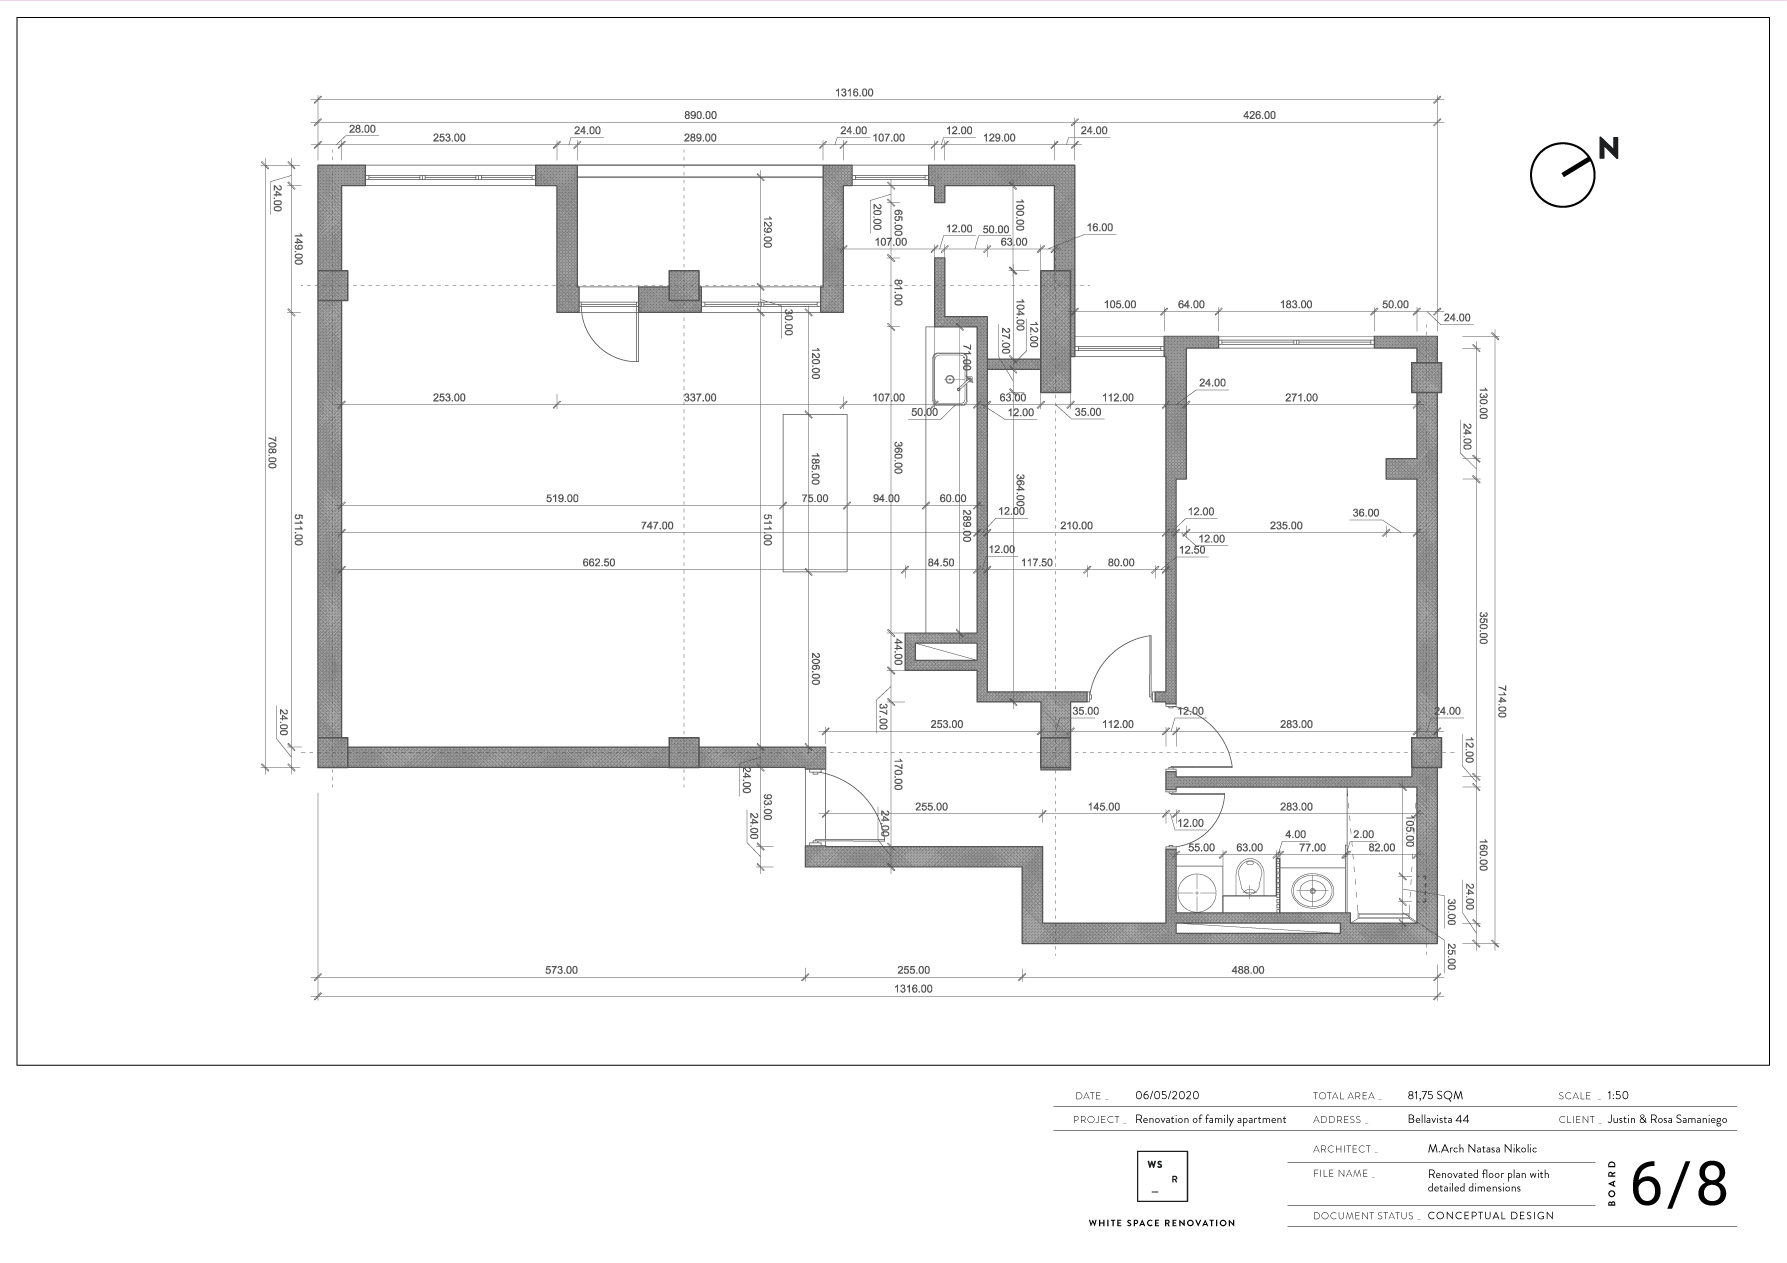 1316.00
890.00 426.00
28.00 253.00 24.00 289.00 24.00 107.00 12.00 129.00 24.00
N
24.00
149.00
129.00
20.00
65.00
107.00
12.00 50.00 63.00
100.00
16.00
81.00
30.00
104.00
12.00
27.00
105.00 64.00 183.00 50.00 24.00
120.00
71.00
24.00
130.00
253.00 337.00 107.00 50.00 63.00 12.00 112.00 35.00 271.00
24.00
708.00
360.00
185.00
364.00
519.00 75.00 94.00 60.00
289.00
12.00 12.00 36.00
511.00
747.00 511.00 210.00 235.00
12.00
662.50 84.50 12.00 117.50 80.00 12.50
350.00
206.00
44.00
714.00
24.00
37.00
253.00 35.00 112.00 12.00 283.00 24.00
12.00
24.00
170.00
93.00
24.00
24.00
255.00 145.00 12.00 283.00
105.00
4.00 2.00
55.00 63.00 77.00 82.00
160.00
24.00
30.00
25.00
573.00 255.00 488.00
1316.00
DATE _ 06/05/2020 TOTAL AREA _ 81,75 SQM SCALE _ 1:50
PROJECT _ Renovation of family apartment ADDRESS _ Bellavista 44 CLIENT _ Justin & Rosa Samaniego
WS
R
_
WHITE SPACE RENOVATION
ARCHITECT _ M.Arch Natasa Nikolic
FILE NAME _ Renovated floor plan with
detailed dimensions
DOCUMENT STATUS _ CONCEPTUAL DESIGN
BOARD 6/8